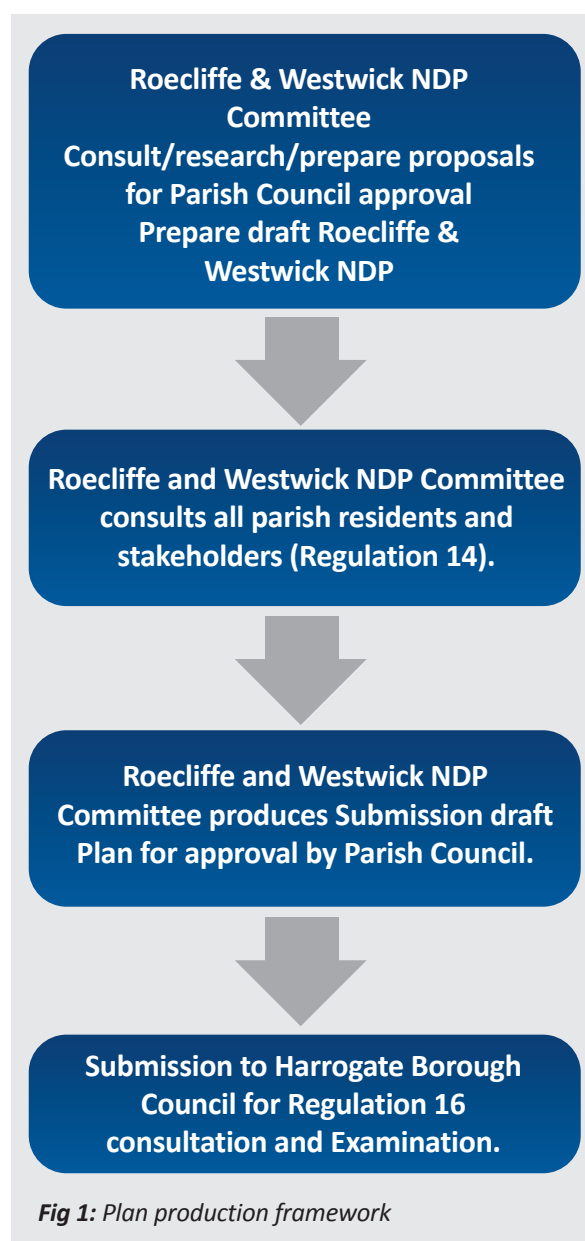 Roecliffe & Westwick NDP
Committee
Consult/research/prepare proposals
for Parish Council approval
Prepare draft Roecliffe &
Westwick NDP
Roecliffe and Westwick NDP Committee
consults all parish residents and
stakeholders (Regulation 14).
Roecliffe and Westwick NDP
Committee produces Submission draft
Plan for approval by Parish Council.
Submission to Harrogate Borough
Council for Regulation 16
consultation and Examination.
Fig 1: Plan production framework